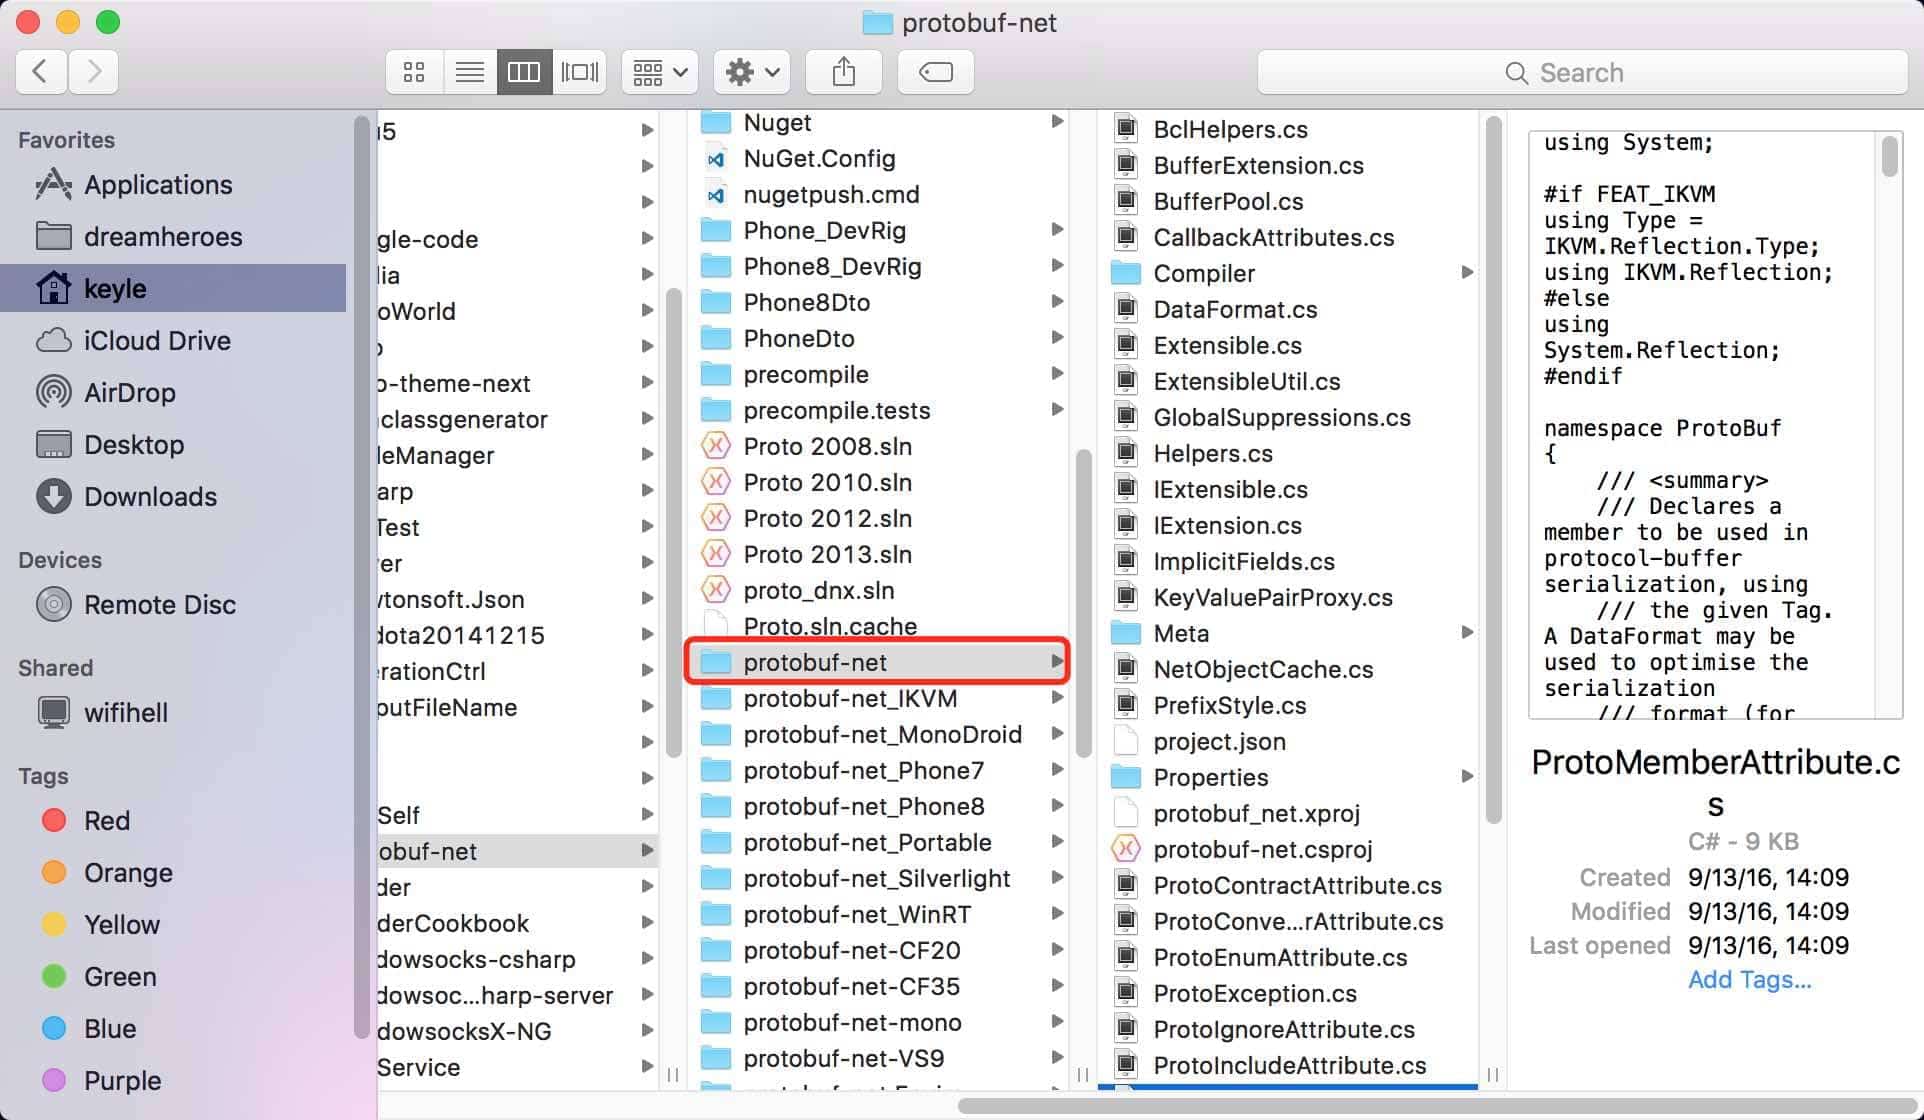 protobuf-net
Search
Favorites
Applications
dreamheroes
keyle
iCloud Drive
AirDrop
Desktop
Downloads
Devices
Remote Disc
Shared
wifihell
Tags
Red
Orange
Yellow
Green
Blue
Purple
gle-code
oWorld
o-theme-next
classgenerator
leManager
arp
Test
er
wtonsoft.Json
dota20141215
erationCtrl
putFileName
Self
obuf-net
der
derCookbook
dowsocks-csharp
dowsoc...harp-server
dowsocksX-NG
Service
Nuget
NuGet.Config
nugetpush.cmd
Phone_DevRig
Phone8_DevRig
Phone8Dto
PhoneDto
precompile
precompile.tests
Proto 2008.sln
Proto 2010.sln
Proto 2012.sln
Proto 2013.sln
proto_dnx.sln
Proto.sln.cache
protobuf-net
protobuf-net_IKVM
protobuf-net_MonoDroid
protobuf-net_Phone7
protobuf-net_Phone8
protobuf-net_Portable
protobuf-net_Silverlight
protobuf-net_WinRT
protobuf-net-CF20
protobuf-net-CF35
protobuf-net-mono
protobuf-net-VS9
BclHelpers.cs
BufferExtension.cs
BufferPool.cs
CallbackAttributes.cs
Compiler
DataFormat.cs
Extensible.cs
ExtensibleUtil.cs
GlobalSuppressions.cs
Helpers.cs
IExtensible.cs
IExtension.cs
ImplicitFields.cs
KeyValuePairProxy.cs
Meta
NetObjectCache.cs
PrefixStyle.cs
project.json
Properties
protobuf_net.xproj
protobuf-net.csproj
ProtoContractAttribute.cs
ProtoConve...rAttribute.cs
ProtoEnumAttribute.cs
ProtoException.cs
ProtoIgnoreAttribute.cs
ProtoIncludeAttribute.cs
using System;
#if FEAT_IKVM
using Type =
IKVM.Reflection.Type;
using IKVM.Reflection;
#else
using
System.Reflection;
#endif
namespace ProtoBuf
{
/// <summary>
/// Declares a
member to be used in
protocol-buffer
serialization, using
/// the given Tag.
A DataFormat may be
used to optimise the
serialization
/// format (for
ProtoMemberAttribute.c
s
C# - 9 KB
Created 9/13/16, 14:09
Modified 9/13/16, 14:09
Last opened 9/13/16, 14:09
Add Tags...